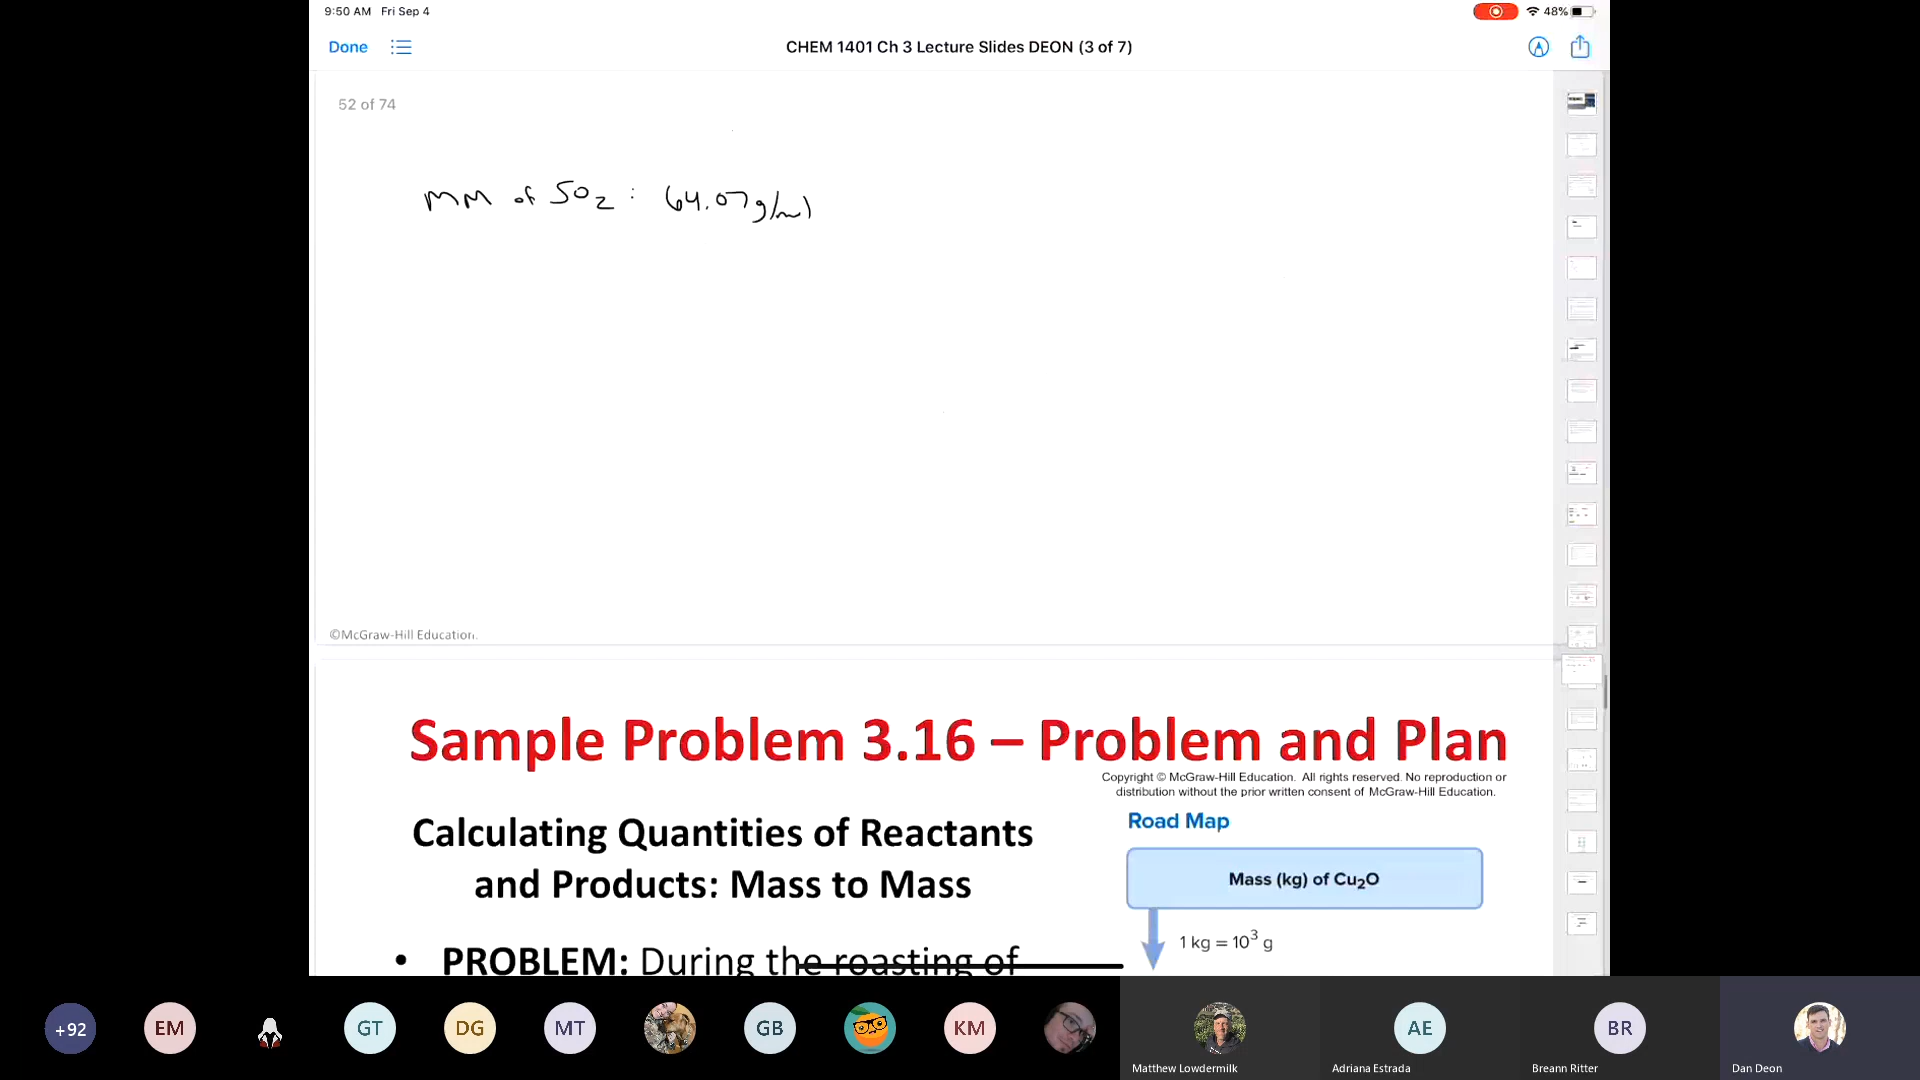 9:50 AM Fri Sep 4
48%
Done
CHEM 1401 Ch 3 Lecture Slides DEON (3 of 7)
52 of 74
MM of SO₂ : 64.07 g/mol
©McGraw-Hill Education.
Sample Problem 3.16 – Problem and Plan
Copyright © McGraw-Hill Education. All rights reserved. No reproduction or
distribution without the prior written consent of McGraw-Hill Education.
Calculating Quantities of Reactants
and Products: Mass to Mass
Road Map
Mass (kg) of Cu₂O
1 kg = 10³ g
• PROBLEM: During the roasting of
+92
EM
GT
DG
MT
GB
KM
Matthew Lowdermilk
AE
Adriana Estrada
BR
Breann Ritter
Dan Deon